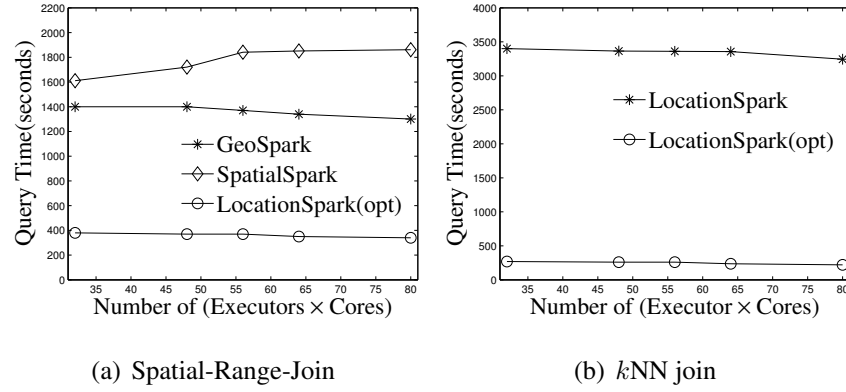 2200
2000
1800
1600
1400
1200
1000
800
600
400
200
0
Query Time(seconds)
GeoSpark
SpatialSpark
LocationSpark(opt)
35 40 45 50 55 60 65 70 75 80
Number of (Executors × Cores)
(a) Spatial-Range-Join
4000
3500
3000
2500
2000
1500
1000
500
0
Query Time(seconds)
LocationSpark
LocationSpark(opt)
35 40 45 50 55 60 65 70 75 80
Number of (Executor × Cores)
(b) kNN join